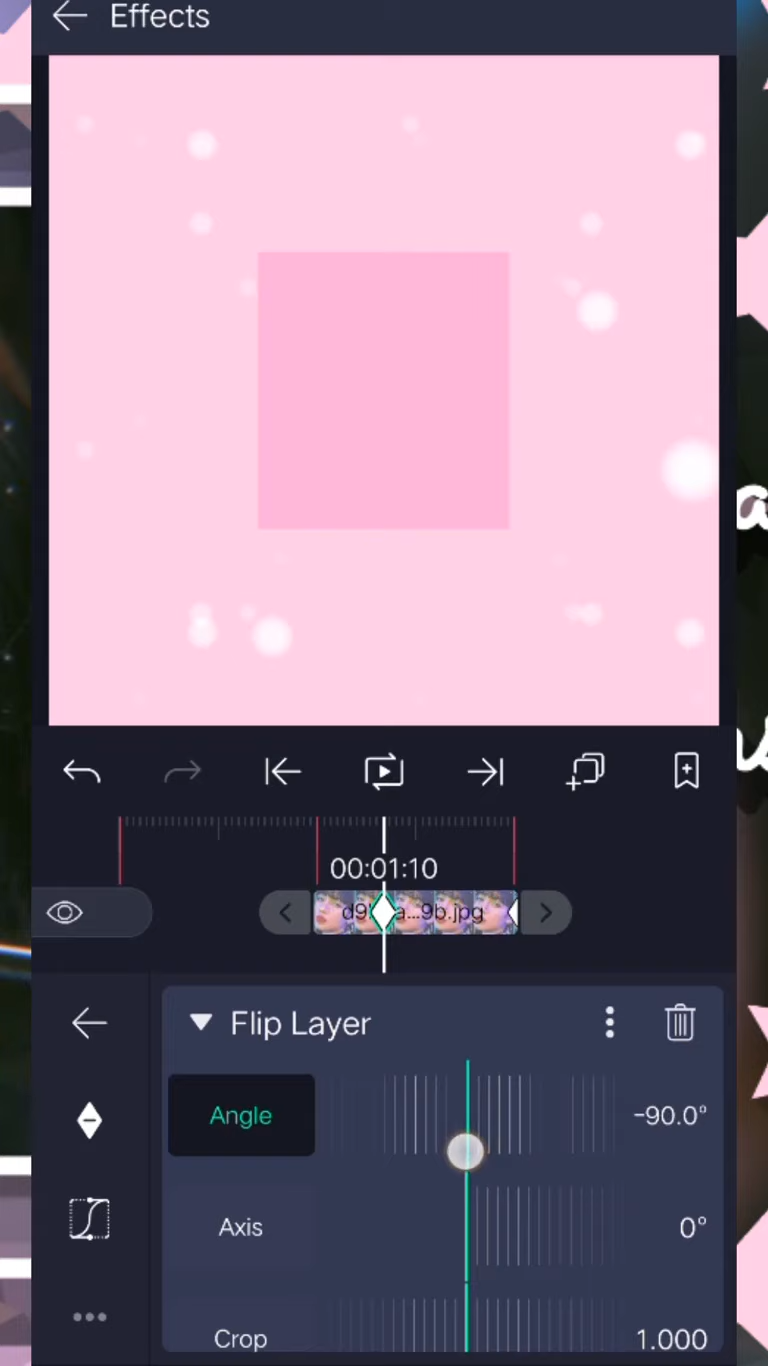 Effects
00:01:10
d9 a...9b.jpg
Flip Layer
Angle
-90.0°
Axis
0°
Crop
1.000